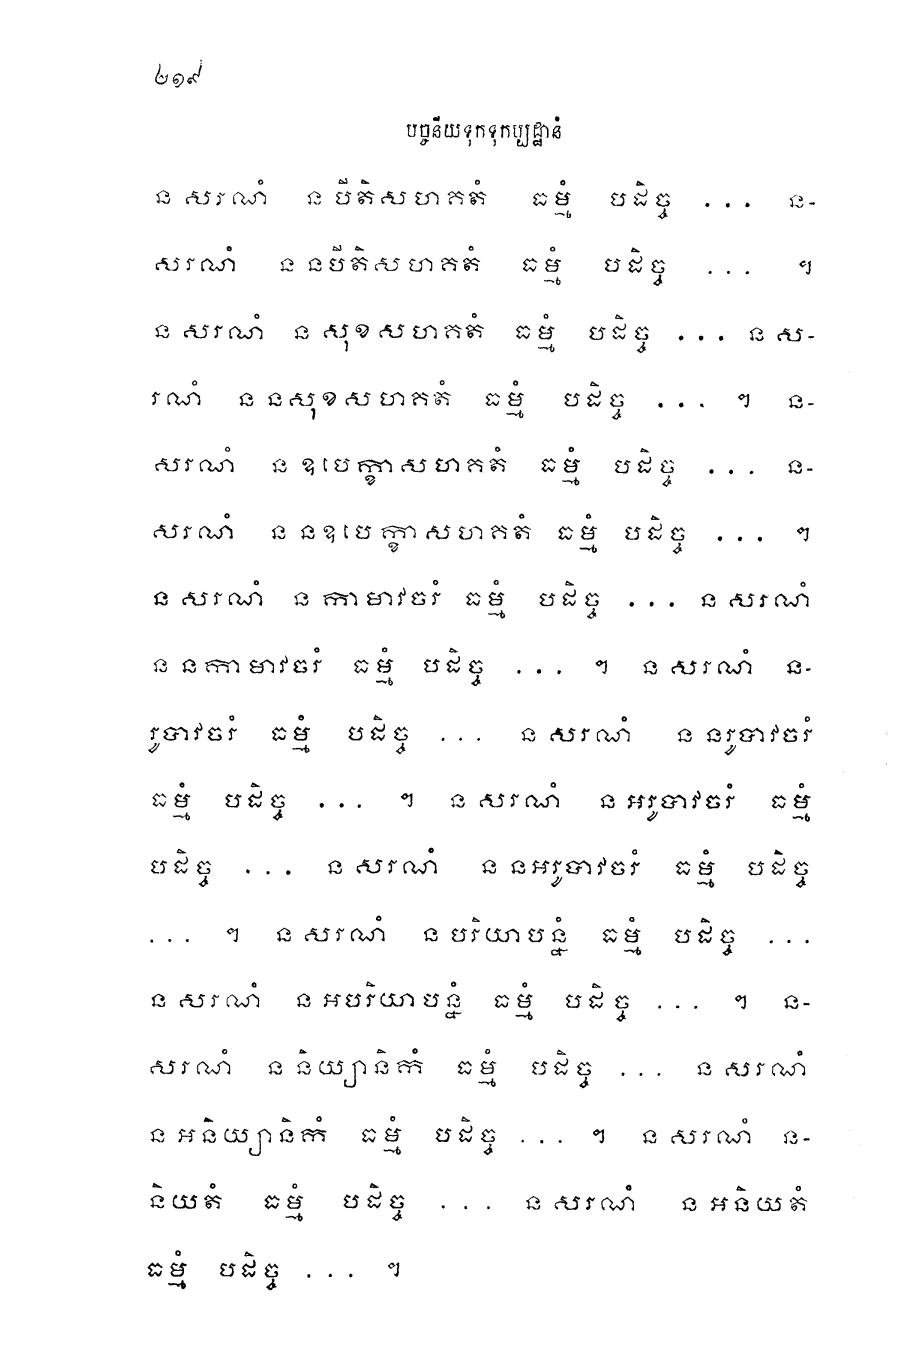 ២១៩
បច្ចនីយទុកទុកប្បដ្ឋានំ
ន សរណំ ន បីតិសហគតំ ធម្មំ បដិច្ច ... ន-
សរណំ ន នបីតិសហគតំ ធម្មំ បដិច្ច ... ។
ន សរណំ ន សុខសហគតំ ធម្មំ បដិច្ច ... ន ស-
រណំ ន នសុខសហគតំ ធម្មំ បដិច្ច ... ។ ន-
សរណំ ន ឧបេក្ខាសហគតំ ធម្មំ បដិច្ច ... ន-
សរណំ ន នឧបេក្ខាសហគតំ ធម្មំ បដិច្ច ... ។
ន សរណំ ន កាមាវចរំ ធម្មំ បដិច្ច ... ន សរណំ
ន នកាមាវចរំ ធម្មំ បដិច្ច ... ។ ន សរណំ ន-
រូបាវចរំ ធម្មំ បដិច្ច ... ន សរណំ ន នរូបាវចរំ
ធម្មំ បដិច្ច ... ។ ន សរណំ ន អរូបាវចរំ ធម្មំ
បដិច្ច ... ន សរណំ ន នអរូបាវចរំ ធម្មំ បដិច្ច
... ។ ន សរណំ ន បរិយាបន្នំ ធម្មំ បដិច្ច ...
ន សរណំ ន អបរិយាបន្នំ ធម្មំ បដិច្ច ... ។ ន-
សរណំ ន និយ្យានិកំ ធម្មំ បដិច្ច ... ន សរណំ
ន អនិយ្យានិកំ ធម្មំ បដិច្ច ... ។ ន សរណំ ន-
និយតំ ធម្មំ បដិច្ច ... ន សរណំ ន អនិយតំ
ធម្មំ បដិច្ច ... ។